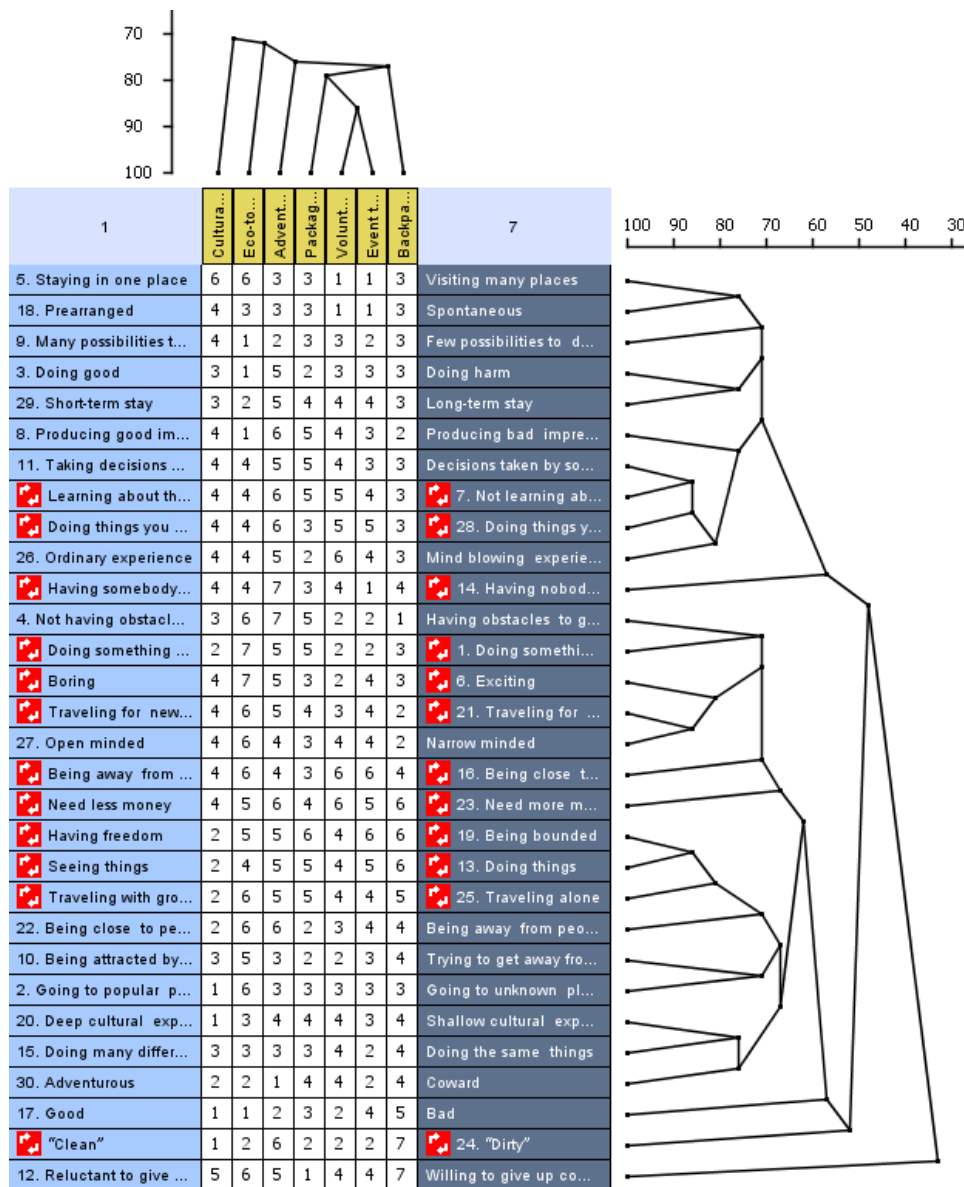 70
80
90
100
1 Cultura... Eco-to... Advent... Packag... Volunt... Event t... Backpa... 7
100 90 80 70 60 50 40 30
5. Staying in one place 6 6 3 3 1 1 3 Visiting many places
18. Prearranged 4 3 3 3 1 1 3 Spontaneous
9. Many possibilities t... 4 1 2 3 3 2 3 Few possibilities to d...
3. Doing good 3 1 5 2 3 3 3 Doing harm
29. Short-term stay 3 2 5 4 4 4 3 Long-term stay
8. Producing good im... 4 1 6 5 4 3 2 Producing bad impre...
11. Taking decisions ... 4 4 5 5 4 3 3 Decisions taken by so...
Learning about th... 4 4 6 5 5 4 3 7. Not learning ab...
Doing things you ... 4 4 6 3 5 5 3 28. Doing things y...
26. Ordinary experience 4 4 5 2 6 4 3 Mind blowing experie...
Having somebody... 4 4 7 3 4 1 4 14. Having nobod...
4. Not having obstacl... 3 6 7 5 2 2 1 Having obstacles to g...
Doing something ... 2 7 5 5 2 2 3 1. Doing somethi...
Boring 4 7 5 3 2 4 3 6. Exciting
Traveling for new... 4 6 5 4 3 4 2 21. Traveling for ...
27. Open minded 4 6 4 3 4 4 2 Narrow minded
Being away from ... 4 6 4 3 6 6 4 16. Being close t...
Need less money 4 5 6 4 6 5 6 23. Need more m...
Having freedom 2 5 5 6 4 6 6 19. Being bounded
Seeing things 2 4 5 5 4 5 6 13. Doing things
Traveling with gro... 2 6 5 5 4 4 5 25. Traveling alone
22. Being close to pe... 2 6 6 2 3 4 4 Being away from peo...
10. Being attracted by... 3 5 3 2 2 3 4 Trying to get away fro...
2. Going to popular p... 1 6 3 3 3 3 3 Going to unknown pl...
20. Deep cultural exp... 1 3 4 4 4 3 4 Shallow cultural exp...
15. Doing many differ... 3 3 3 3 4 2 4 Doing the same things
30. Adventurous 2 2 1 4 4 2 4 Coward
17. Good 1 1 2 3 2 4 5 Bad
"Clean" 1 2 6 2 2 2 7 24. "Dirty"
12. Reluctant to give ... 5 6 5 1 4 4 7 Willing to give up co...